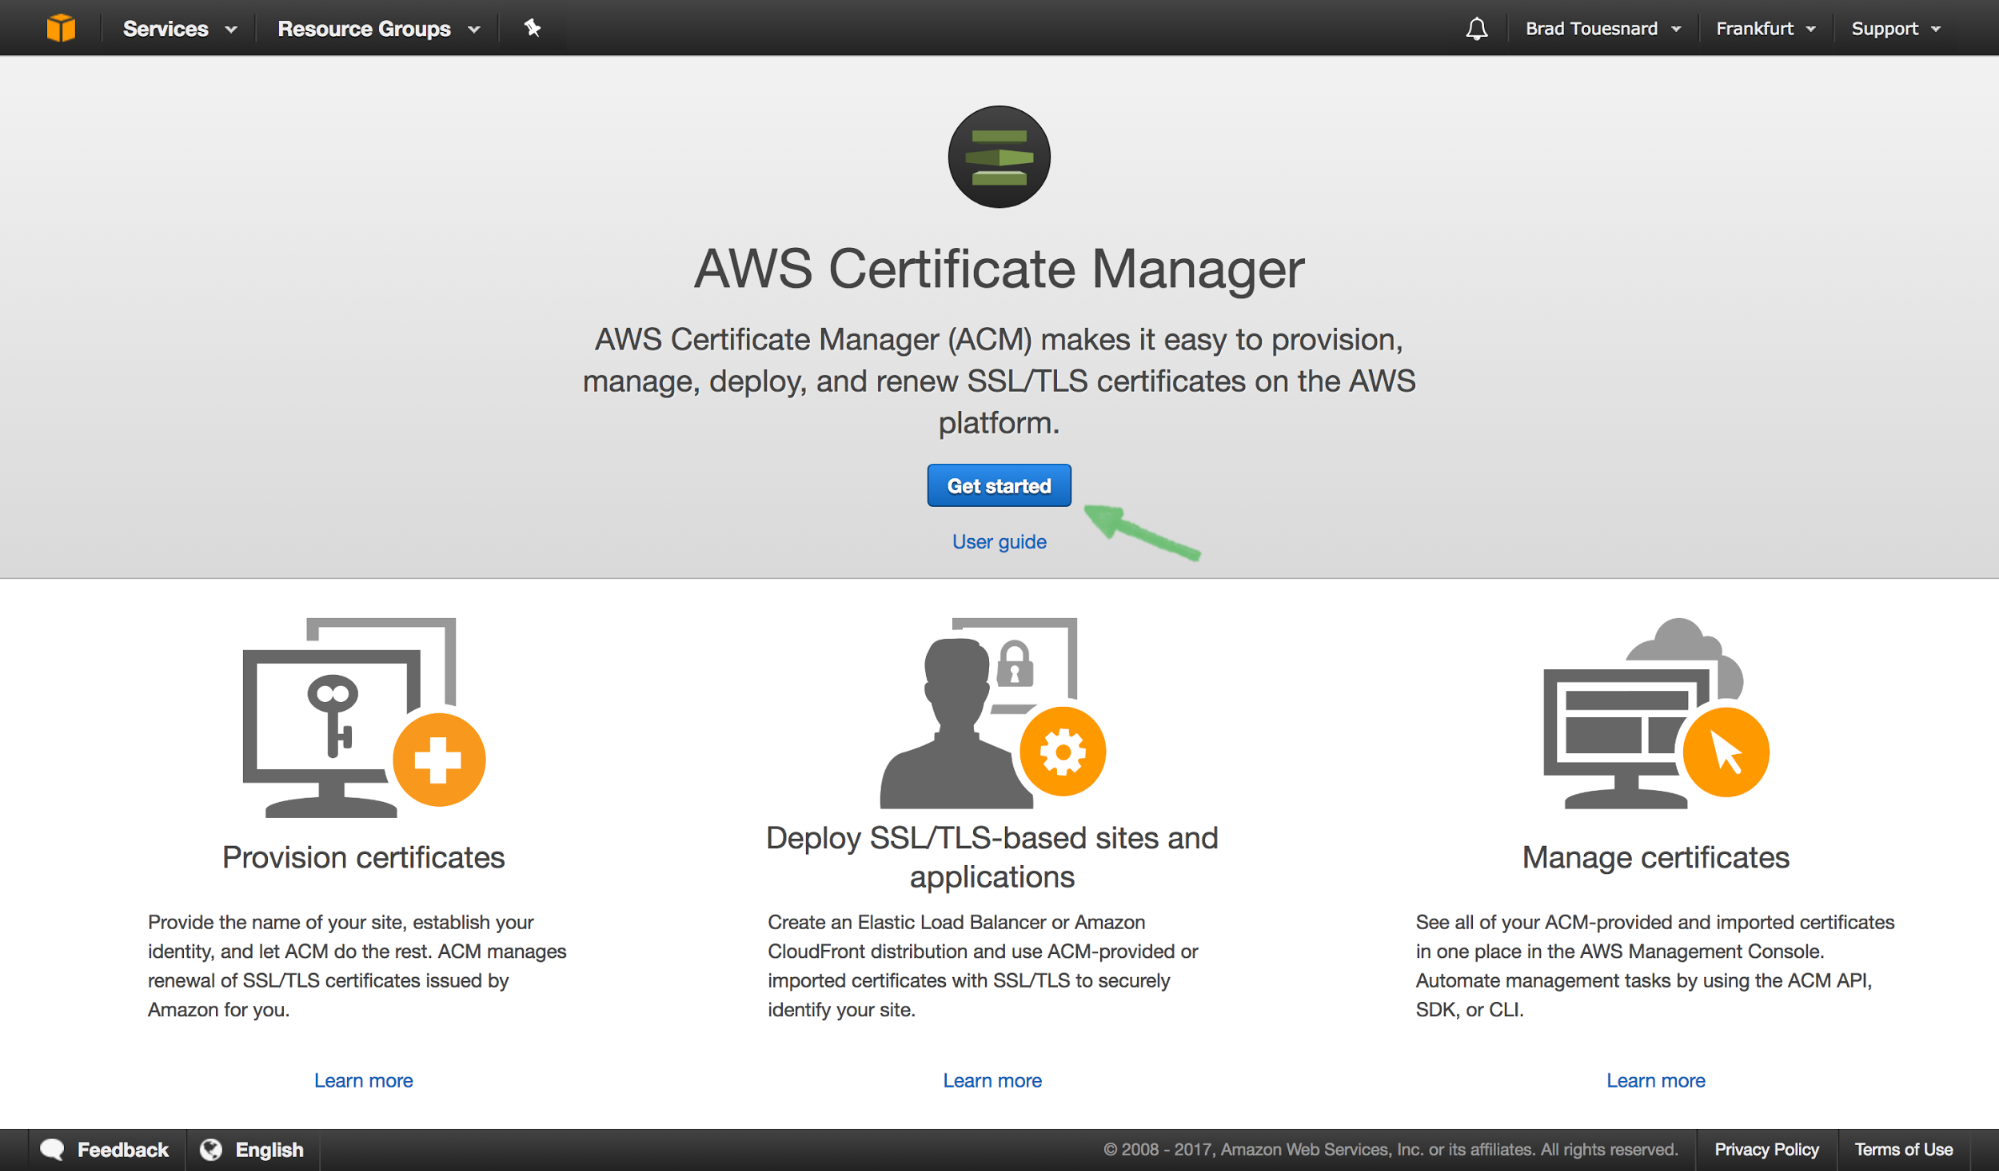 Services
Resource Groups
Brad Touesnard
Frankfurt
Support
AWS Certificate Manager
AWS Certificate Manager (ACM) makes it easy to provision,
manage, deploy, and renew SSL/TLS certificates on the AWS
platform.
Get started
User guide
Provision certificates
Provide the name of your site, establish your
identity, and let ACM do the rest. ACM manages
renewal of SSL/TLS certificates issued by
Amazon for you.
Learn more
Deploy SSL/TLS-based sites and
applications
Create an Elastic Load Balancer or Amazon
CloudFront distribution and use ACM-provided or
imported certificates with SSL/TLS to securely
identify your site.
Learn more
Manage certificates
See all of your ACM-provided and imported certificates
in one place in the AWS Management Console.
Automate management tasks by using the ACM API,
SDK, or CLI.
Learn more
Feedback
English
© 2008 - 2017, Amazon Web Services, Inc. or its affiliates. All rights reserved.
Privacy Policy
Terms of Use